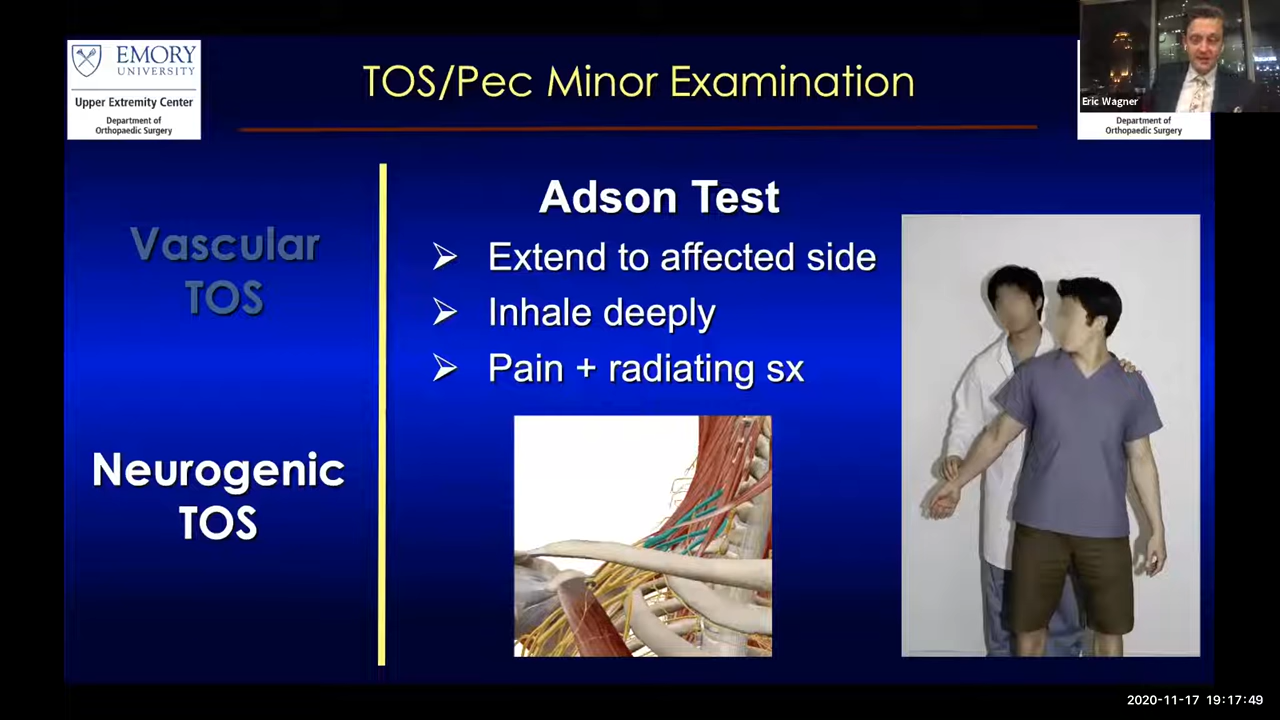 EMORY
UNIVERSITY
Upper Extremity Center
Department of
Orthopaedic Surgery
TOS/Pec Minor Examination
Eric Wagner
Department of
Orthopaedic Surgery
Vascular
TOS
Neurogenic
TOS
Adson Test
➢ Extend to affected side
➢ Inhale deeply
➢ Pain + radiating sx
2020-11-17 19:17:49